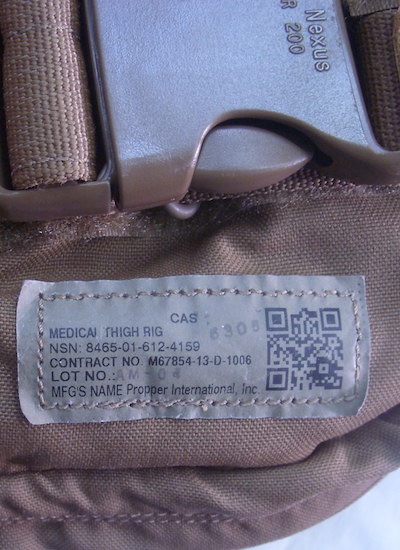 Nexus
R 200
CAS :
MEDICAL THIGH RIG
NSN: 8465-01-612-4159
CONTRACT NO. M67854-13-D-1006
LOT NO.:
MFG'S NAME Propper International, Inc.